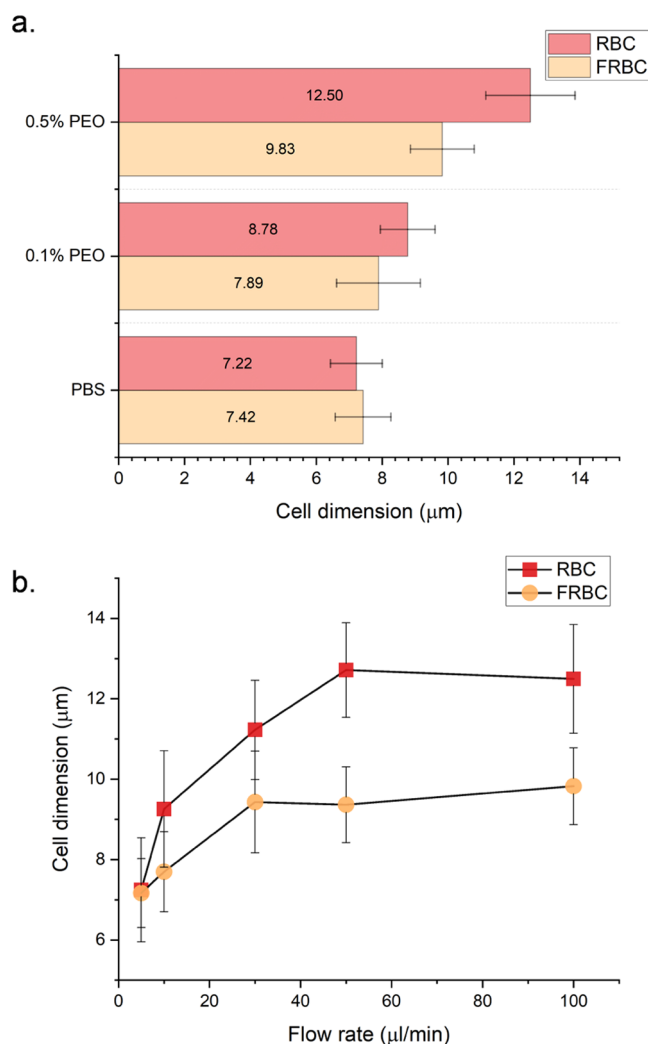 a.
RBC
FRBC
0.5% PEO
12.50
9.83
0.1% PEO
8.78
7.89
PBS
7.22
7.42
0 2 4 6 8 10 12 14
Cell dimension (μm)
b.
RBC
FRBC
14
12
10
8
6
Cell dimension (μm)
0 20 40 60 80 100
Flow rate (μl/min)